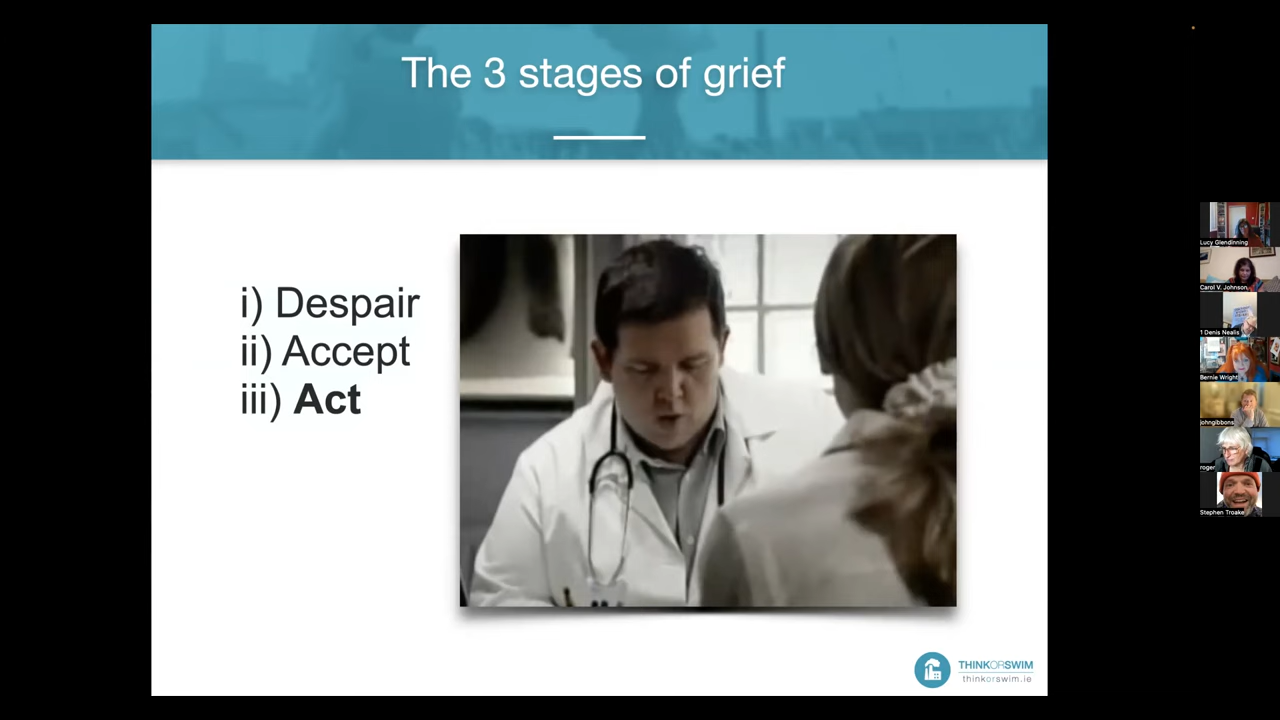 The 3 stages of grief
i) Despair
ii) Accept
iii) Act
THINKORSWIM
thinkorswim.ie
Lucy Glendinning
Carol V. Johnson
1 Denis Nealis
Bernie Wright
johngibbons
roger
Stephen Troake